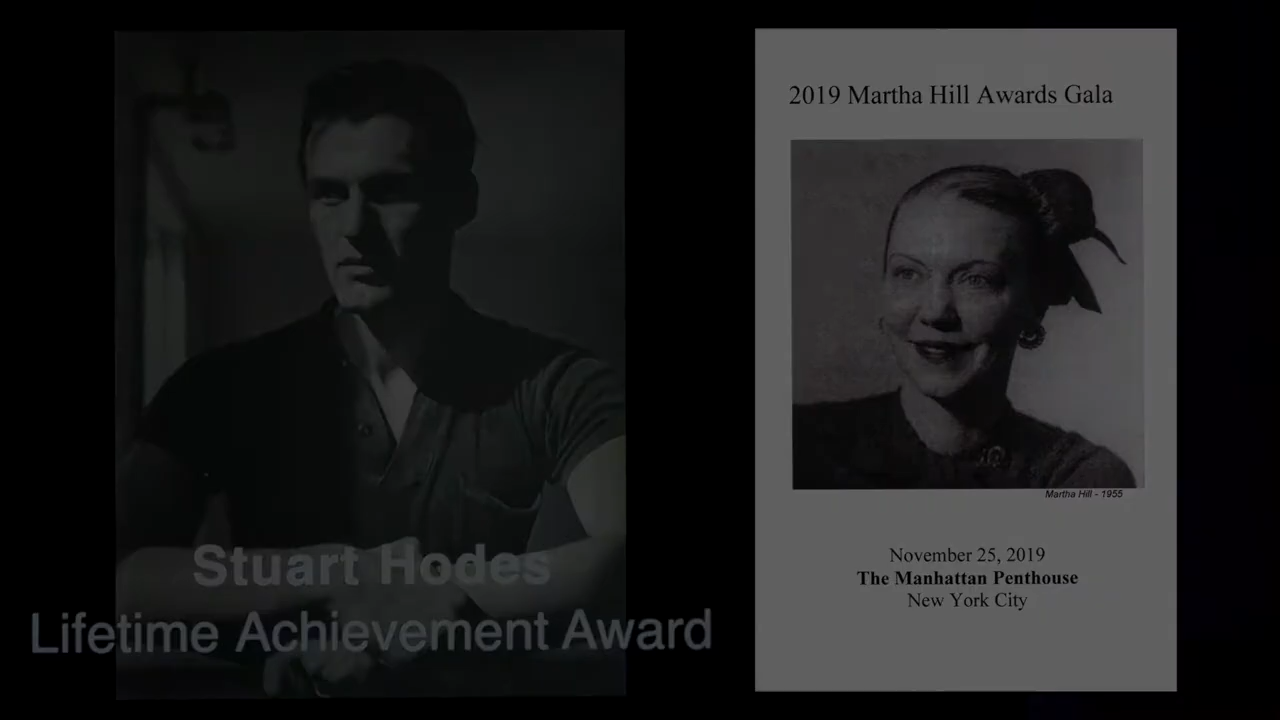 Stuart Hodes
Lifetime Achievement Award
2019 Martha Hill Awards Gala
Martha Hill - 1955
November 25, 2019
The Manhattan Penthouse
New York City